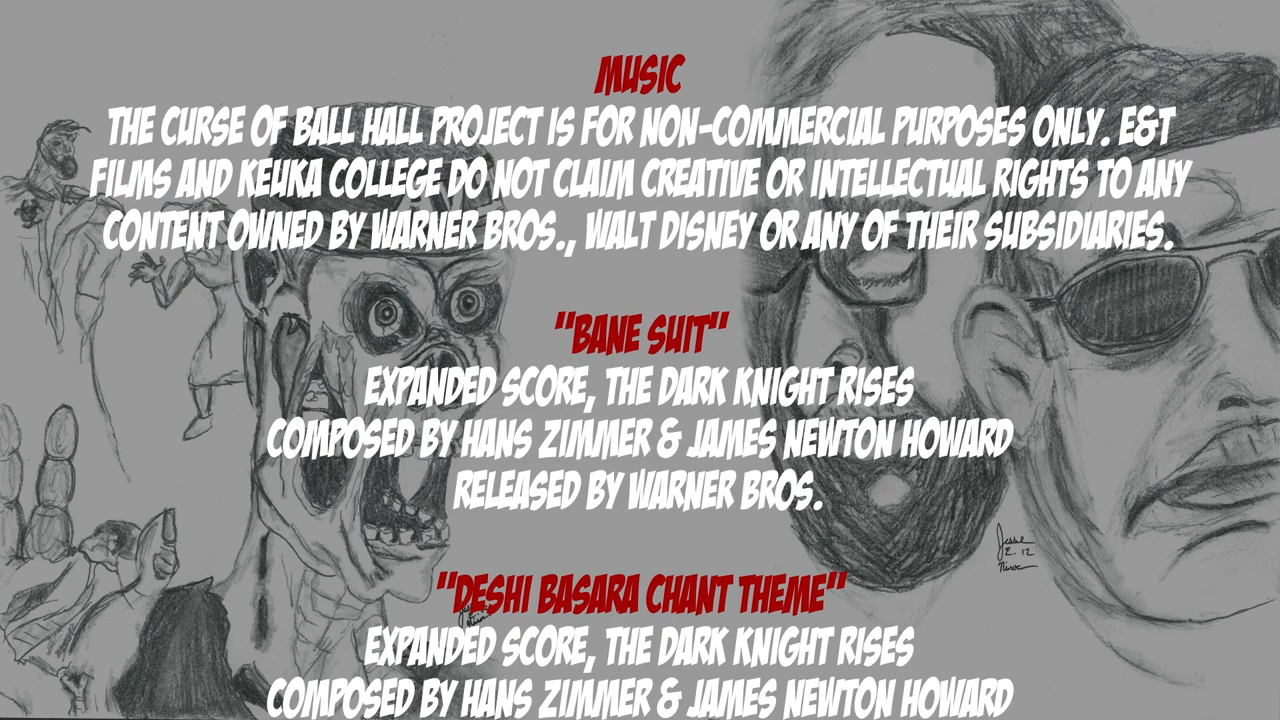 MUSIC
THE CURSE OF BALL HALL PROJECT IS FOR NON-COMMERCIAL PURPOSES ONLY. E&T
FILMS AND KEUKA COLLEGE DO NOT CLAIM CREATIVE OR INTELLECTUAL RIGHTS TO ANY
CONTENT OWNED BY WARNER BROS., WALT DISNEY OR ANY OF THEIR SUBSIDIARIES.
"BANE SUIT"
EXPANDED SCORE, THE DARK KNIGHT RISES
COMPOSED BY HANS ZIMMER & JAMES NEWTON HOWARD
RELEASED BY WARNER BROS.
Jesse
E. 12
"DESHI BASARA CHANT THEME"
EXPANDED SCORE, THE DARK KNIGHT RISES
COMPOSED BY HANS ZIMMER & JAMES NEWTON HOWARD